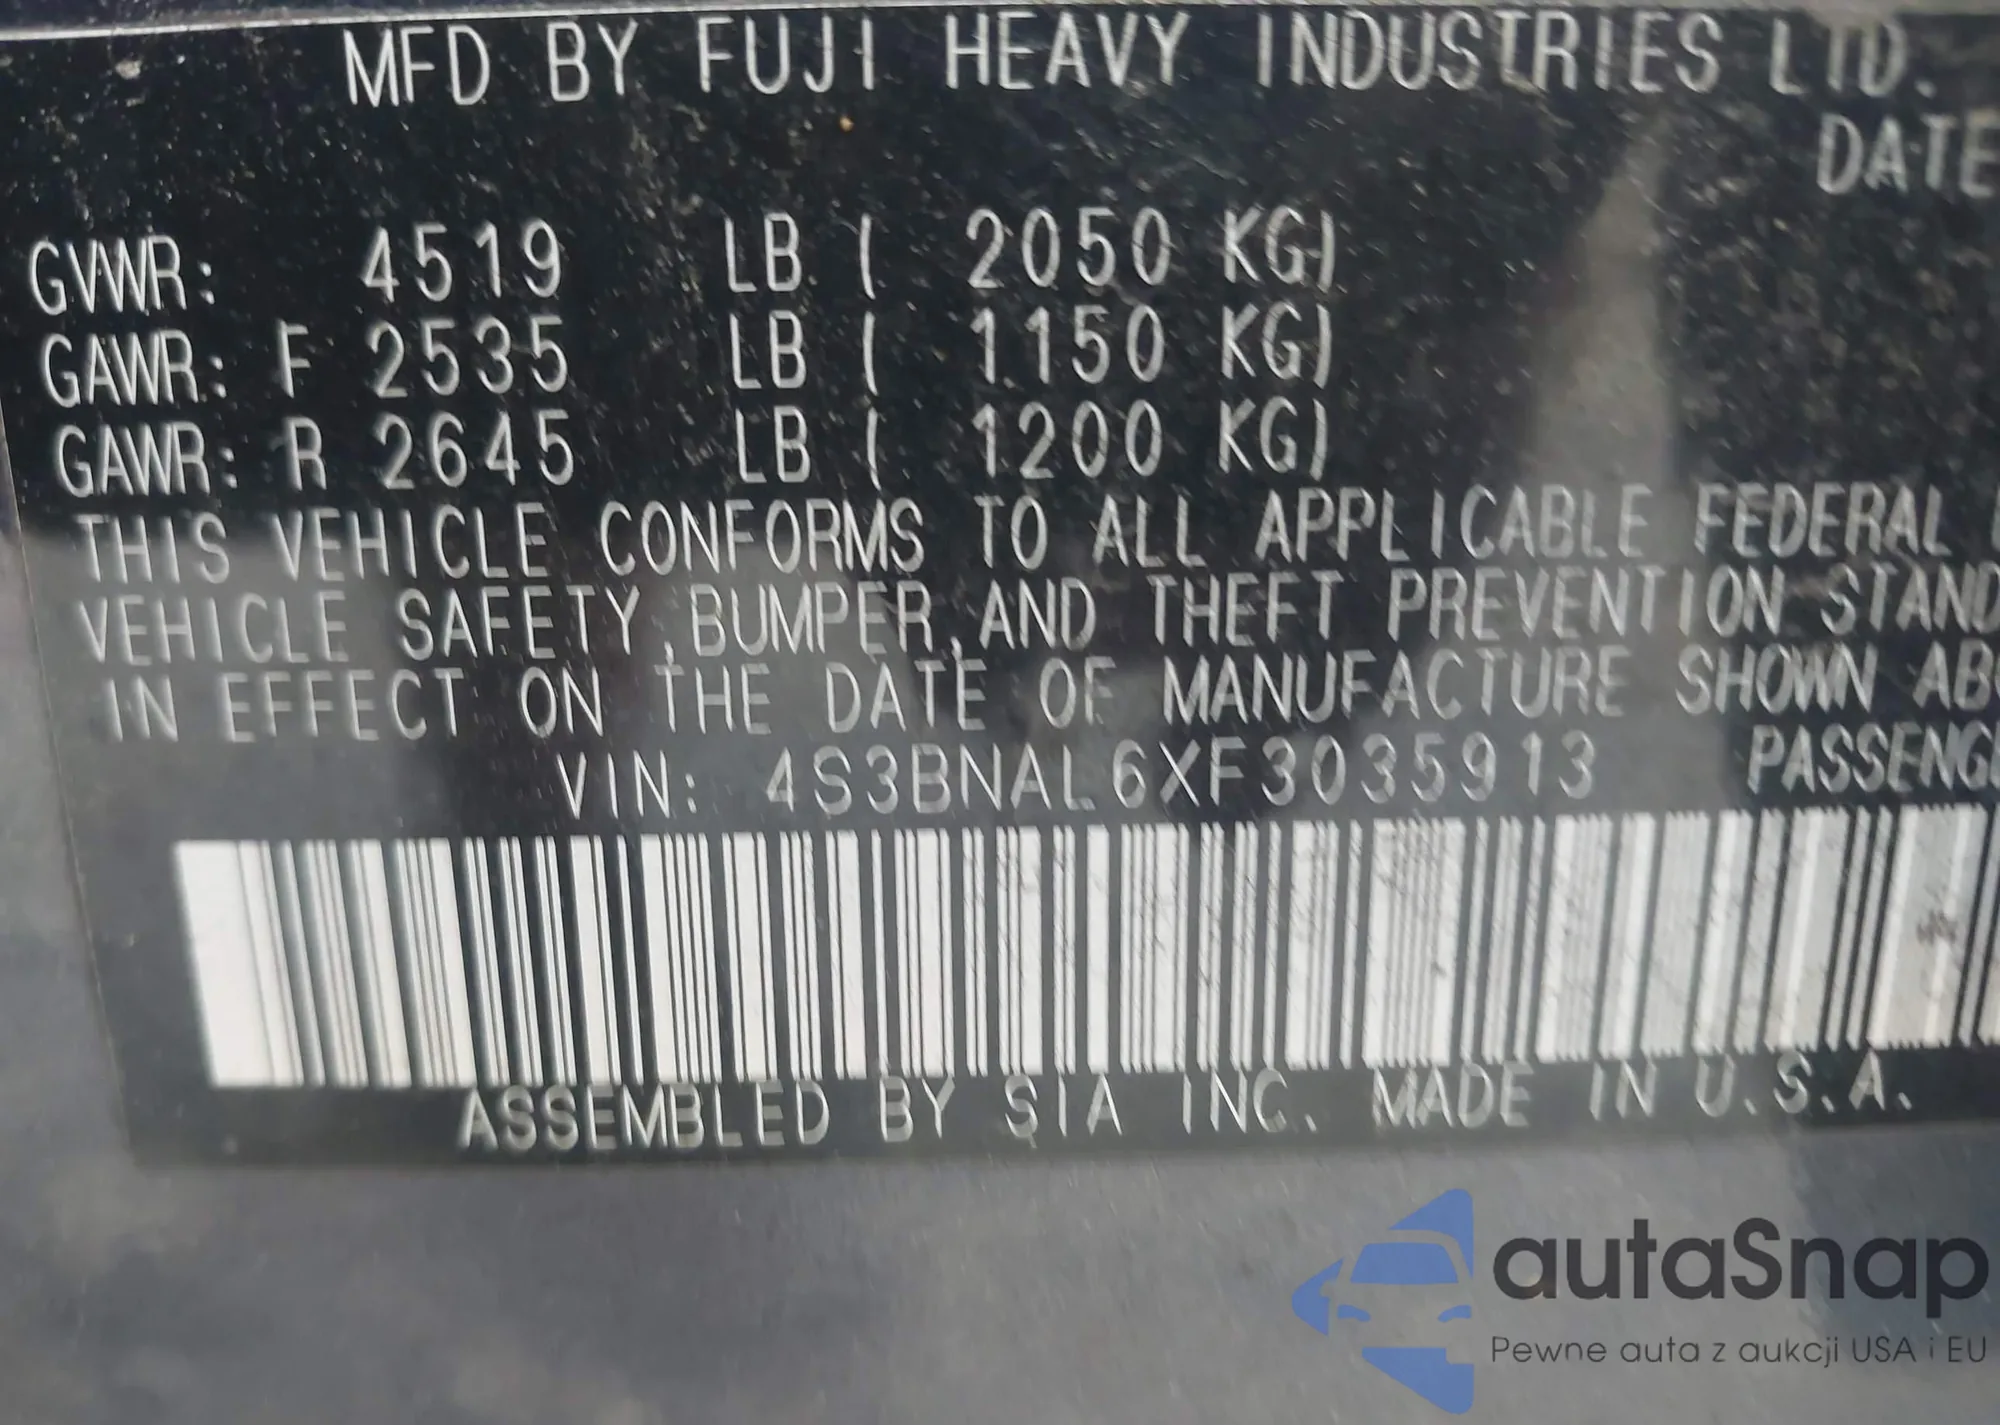 MFD BY FUJI HEAVY INDUSTRIES LTD.
DATE
GVWR: 4519 LB ( 2050 KG)
GAWR: F 2535 LB ( 1150 KG)
GAWR: R 2645 LB ( 1200 KG)
THIS VEHICLE CONFORMS TO ALL APPLICABLE FEDERAL
VEHICLE SAFETY,BUMPER,AND THEFT PREVENTION STAND
IN EFFECT ON THE DATE OF MANUFACTURE SHOWN AB
VIN: 4S3BNAL6XF3035913 PASSENGE
ASSEMBLED BY SIA INC. MADE IN U.S.A.
autaSnap
Pewne auta z aukcji USA i EU